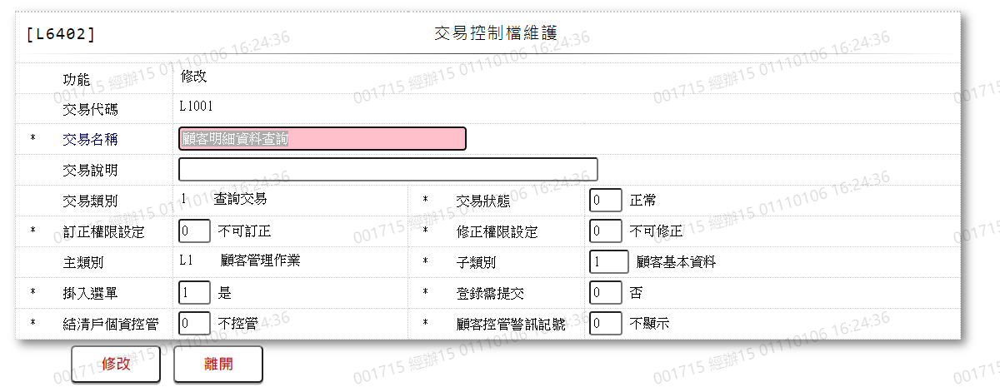 [L6402] 交易控制檔維護
功能 修改
交易代碼 L1001
* 交易名稱 顧客明細資料查詢
交易說明
交易類別 1 查詢交易 * 交易狀態 0 正常
* 訂正權限設定 0 不可訂正 * 修正權限設定 0 不可修正
主類別 L1 顧客管理作業 * 子類別 1 顧客基本資料
* 掛入選單 1 是 * 登錄需提交 0 否
* 結清戶個資控管 0 不控管 * 顧客控管警訊記號 0 不顯示
修改 離開
001715 經辦15 01110106 16:24:36